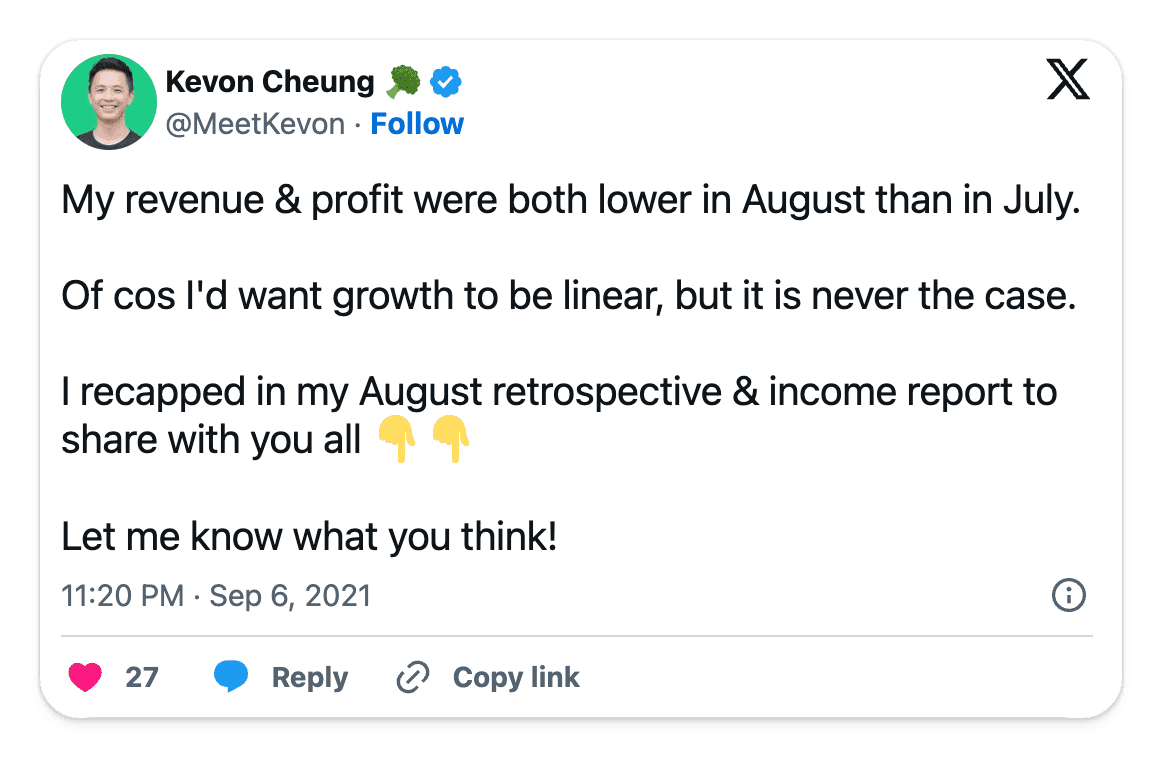 Kevon Cheung 🥦
@MeetKevon · Follow
My revenue & profit were both lower in August than in July.
Of cos I'd want growth to be linear, but it is never the case.
I recapped in my August retrospective & income report to
share with you all 👇 👇
Let me know what you think!
11:20 PM · Sep 6, 2021
27 Reply Copy link